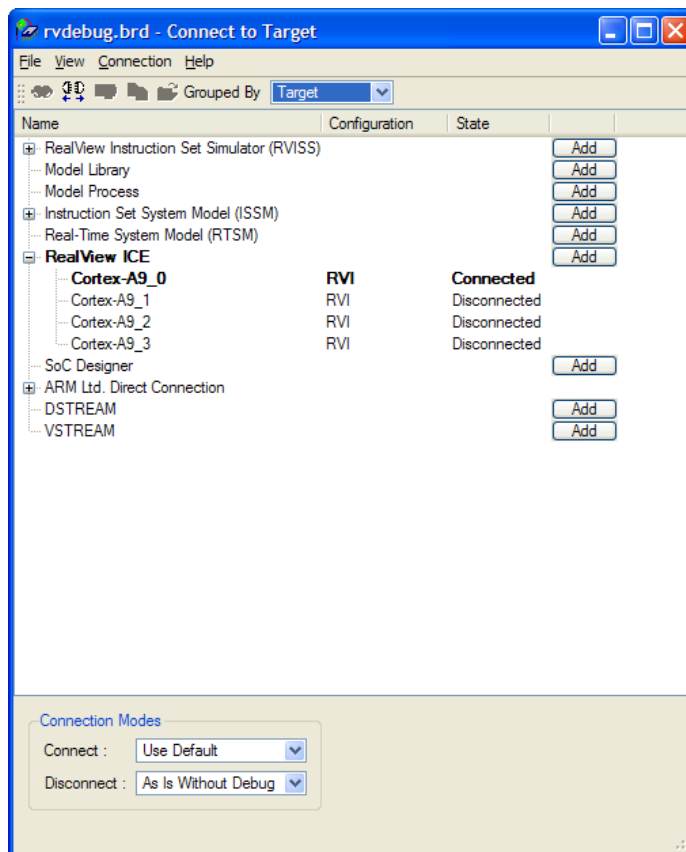 rvdebug.brd - Connect to Target
File View Connection Help
Grouped By Target
Name Configuration State
RealView Instruction Set Simulator (RVISS) Add
Model Library Add
Model Process Add
Instruction Set System Model (ISSM) Add
Real-Time System Model (RTSM) Add
RealView ICE Add
Cortex-A9_0 RVI Connected
Cortex-A9_1 RVI Disconnected
Cortex-A9_2 RVI Disconnected
Cortex-A9_3 RVI Disconnected
SoC Designer Add
ARM Ltd. Direct Connection
DSTREAM Add
VSTREAM Add
Connection Modes
Connect : Use Default
Disconnect : As Is Without Debug